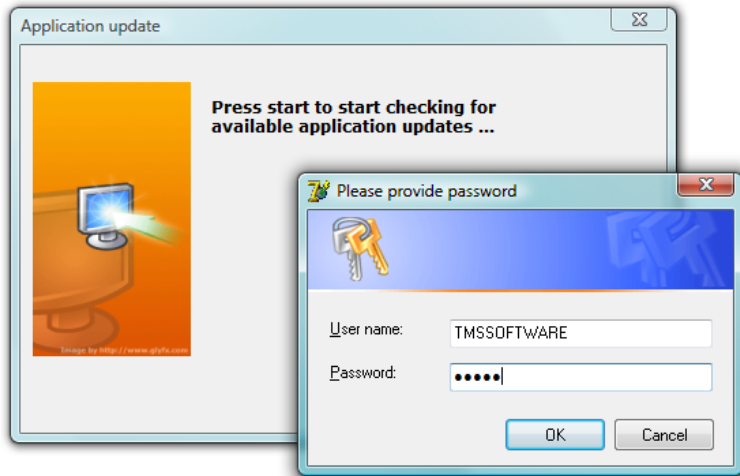 Application update
Press start to start checking for
available application updates ...
Image by http://www.glyfx.com
Please provide password
User name:
TMSSOFTWARE
Password:
•••••
OK
Cancel